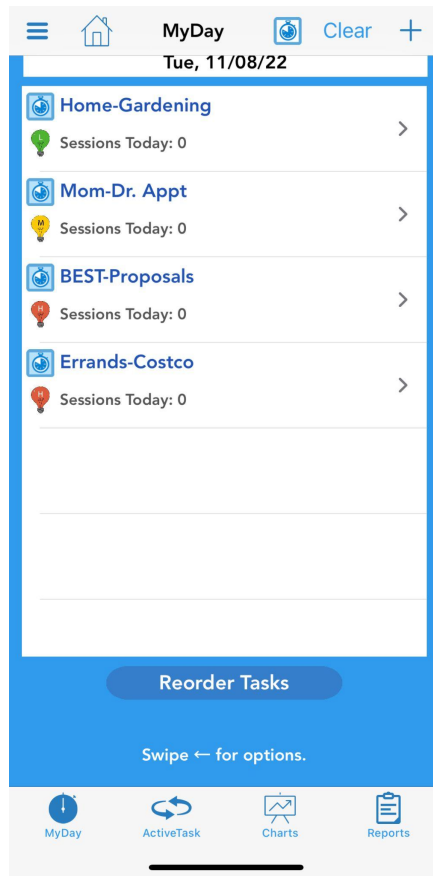 MyDay Clear
Tue, 11/08/22
Home-Gardening
L
Sessions Today: 0
Mom-Dr. Appt
M
Sessions Today: 0
BEST-Proposals
H
Sessions Today: 0
Errands-Costco
H
Sessions Today: 0
Reorder Tasks
Swipe ← for options.
MyDay ActiveTask Charts Reports